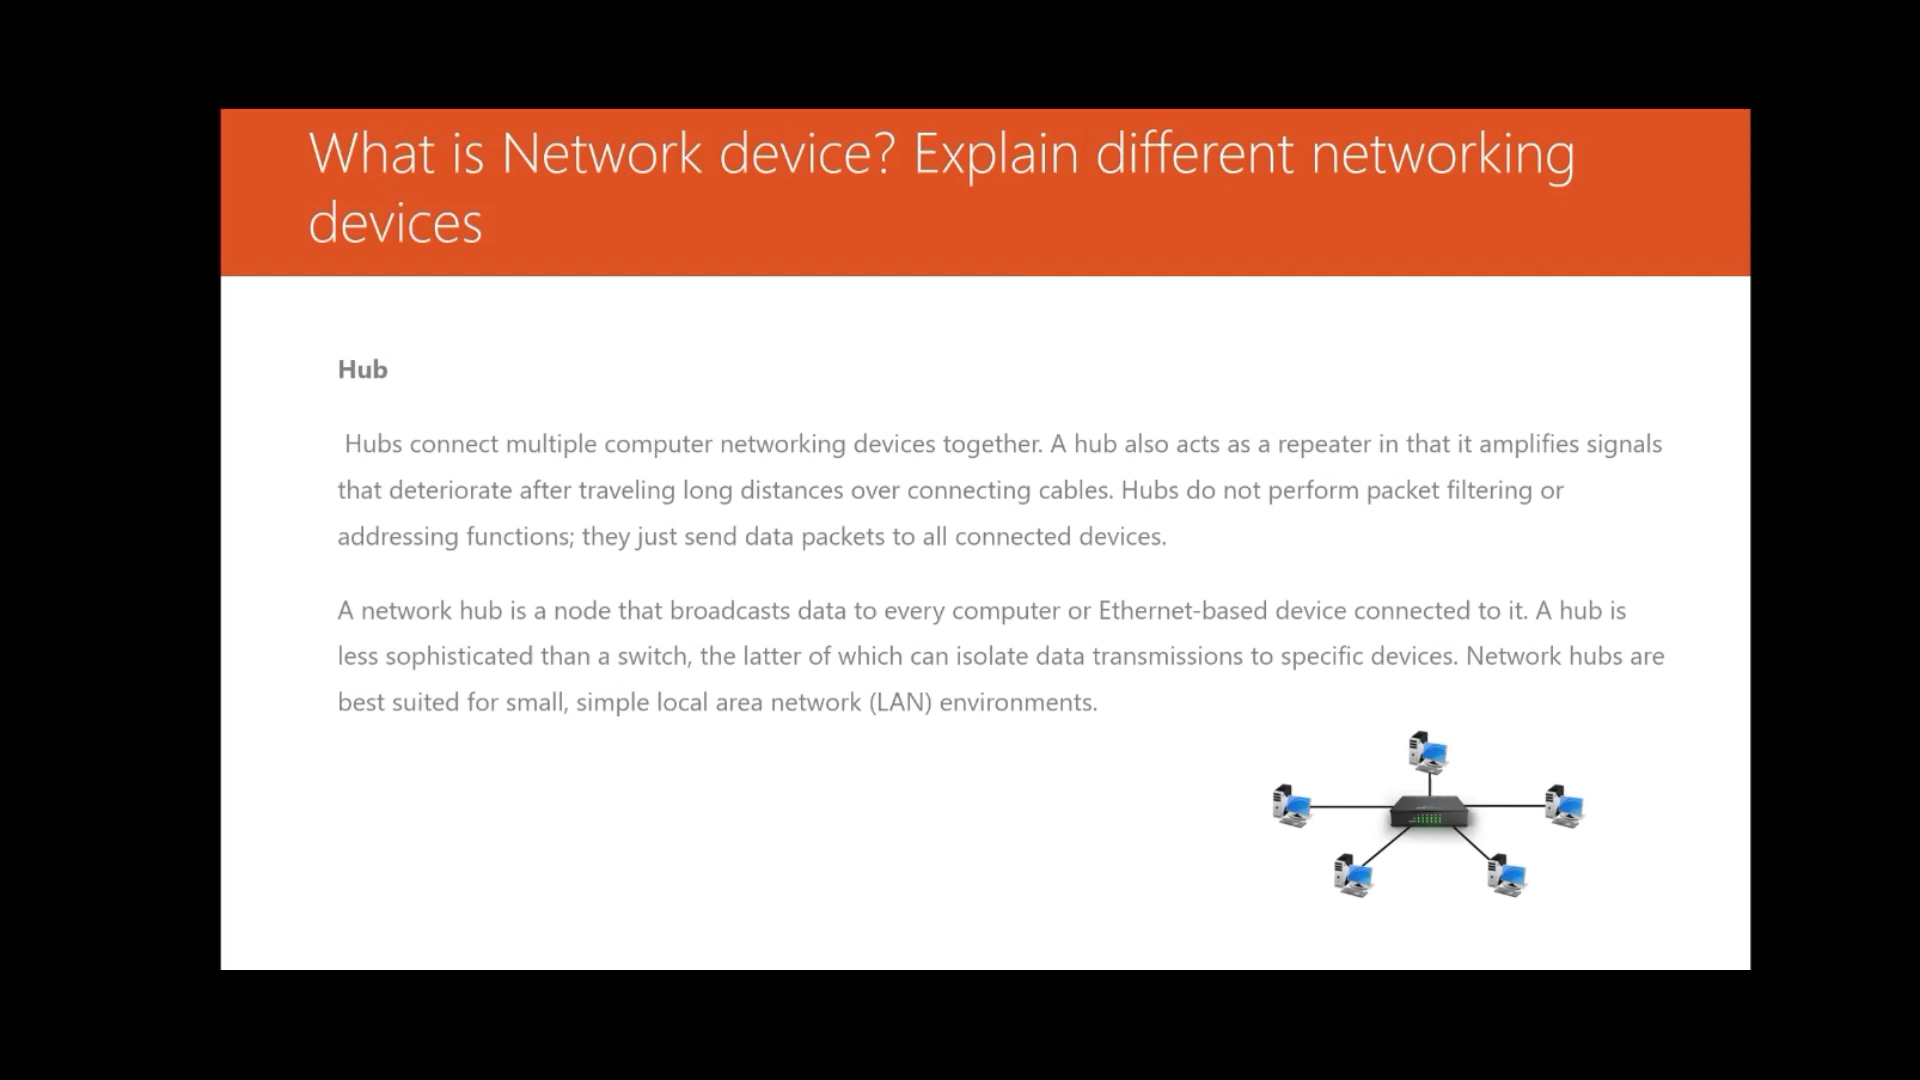 What is Network device? Explain different networking
devices
Hub
Hubs connect multiple computer networking devices together. A hub also acts as a repeater in that it amplifies signals
that deteriorate after traveling long distances over connecting cables. Hubs do not perform packet filtering or
addressing functions; they just send data packets to all connected devices.
A network hub is a node that broadcasts data to every computer or Ethernet-based device connected to it. A hub is
less sophisticated than a switch, the latter of which can isolate data transmissions to specific devices. Network hubs are
best suited for small, simple local area network (LAN) environments.